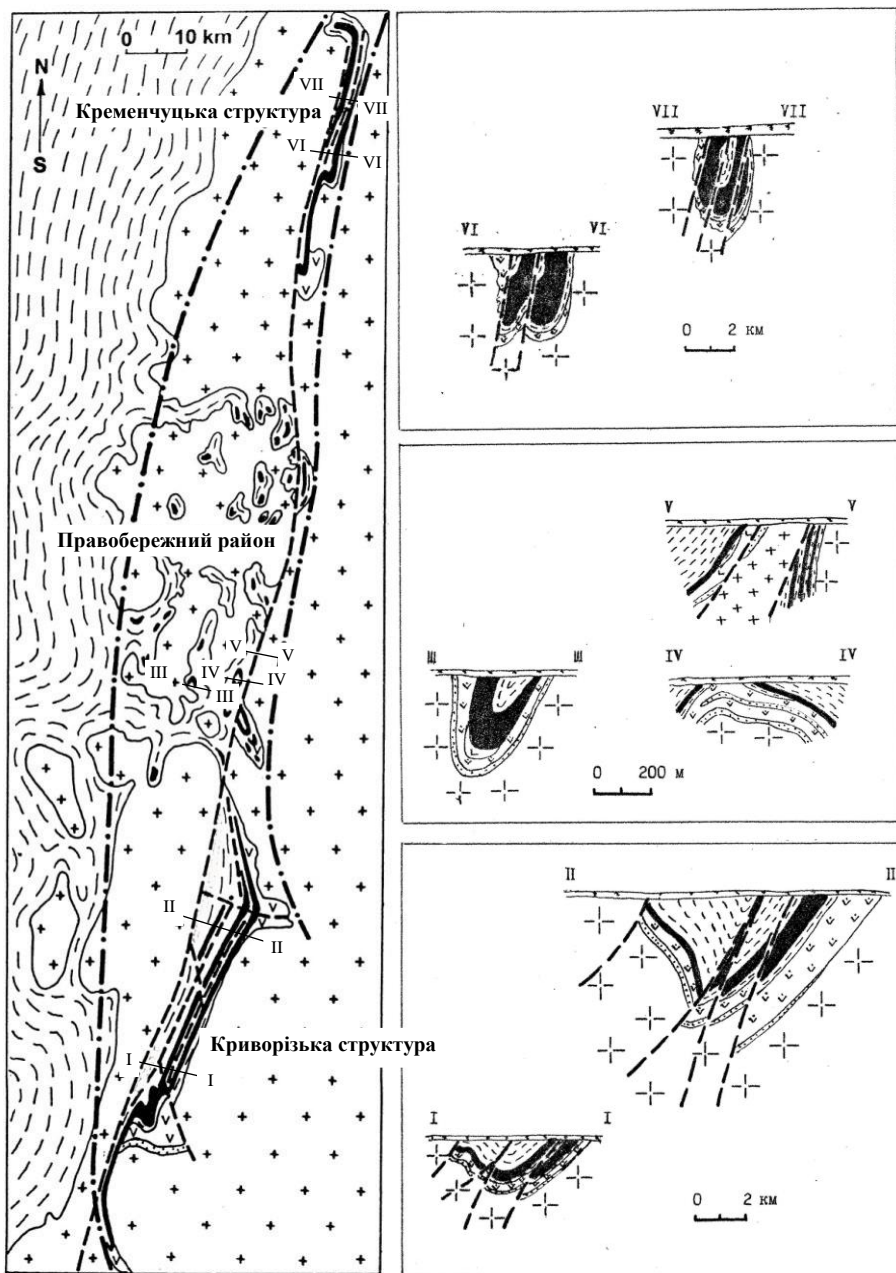 0 10 km
N
S
VII
VII
Кременчуцька структура
VI
VI
Правобережний район
V
V
III
IV
IV
III
II
II
Криворізька структура
I
I
VII VII
VI VI
0 2 км
V V
III III
IV IV
0 200 м
II II
I I
0 2 км